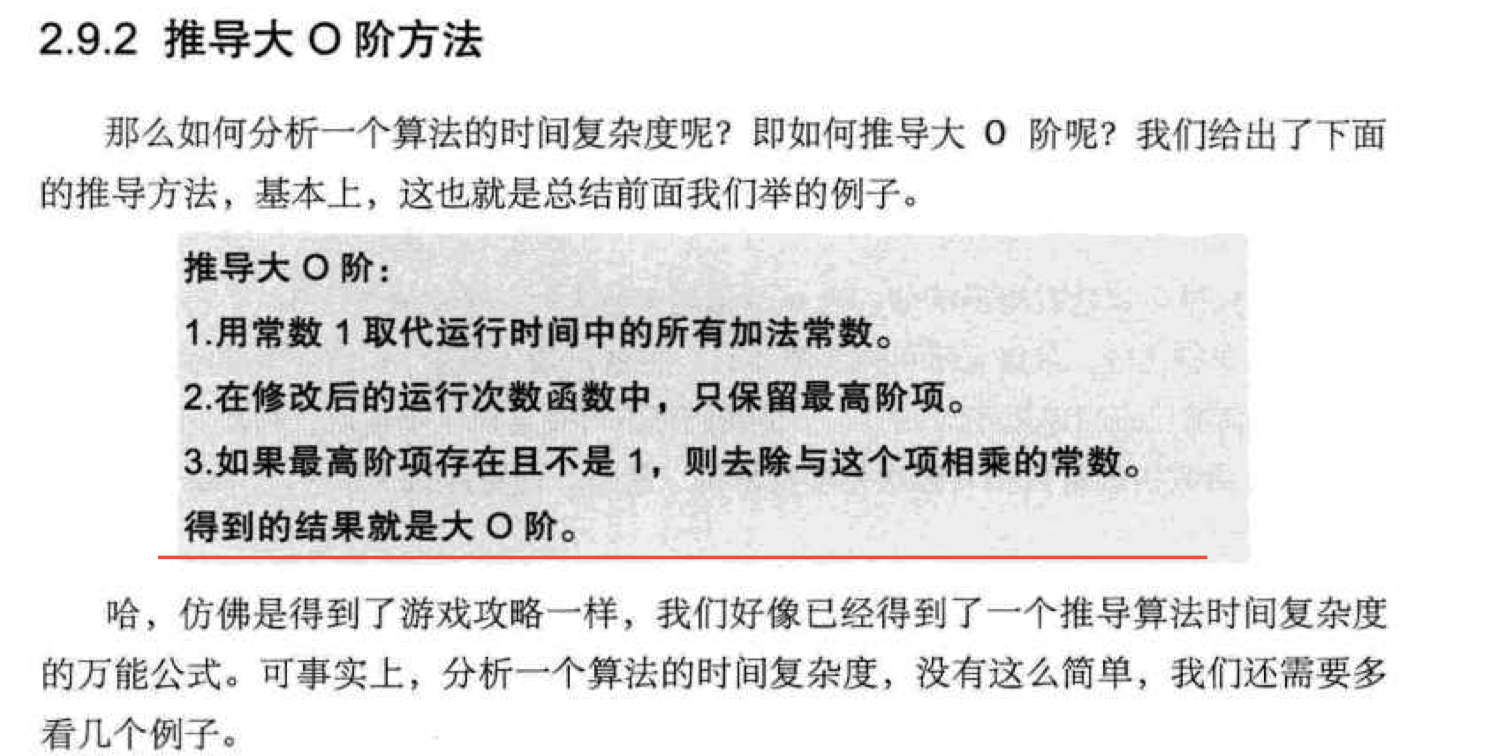 2.9.2 推导大 O 阶方法
那么如何分析一个算法的时间复杂度呢？即如何推导大 O 阶呢？我们给出了下面
的推导方法，基本上，这也就是总结前面我们举的例子。
推导大 O 阶：
1.用常数 1 取代运行时间中的所有加法常数。
2.在修改后的运行次数函数中，只保留最高阶项。
3.如果最高阶项存在且不是 1，则去除与这个项相乘的常数。
得到的结果就是大 O 阶。
哈，仿佛是得到了游戏攻略一样，我们好像已经得到了一个推导算法时间复杂度
的万能公式。可事实上，分析一个算法的时间复杂度，没有这么简单，我们还需要多
看几个例子。